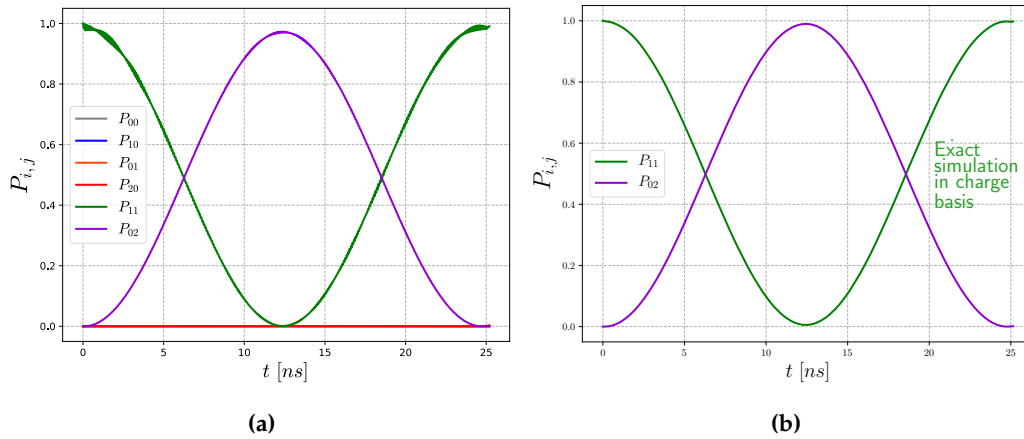 1.0
0.8
0.6
0.4
0.2
0.0
P_{i,j}
P_{00}
P_{10}
P_{01}
P_{20}
P_{11}
P_{02}
0 5 10 15 20 25
t [ns]
(a)
1.0
0.8
0.6
0.4
0.2
0.0
P_{i,j}
P_{11}
P_{02}
Exact
simulation
in charge
basis
0 5 10 15 20 25
t [ns]
(b)